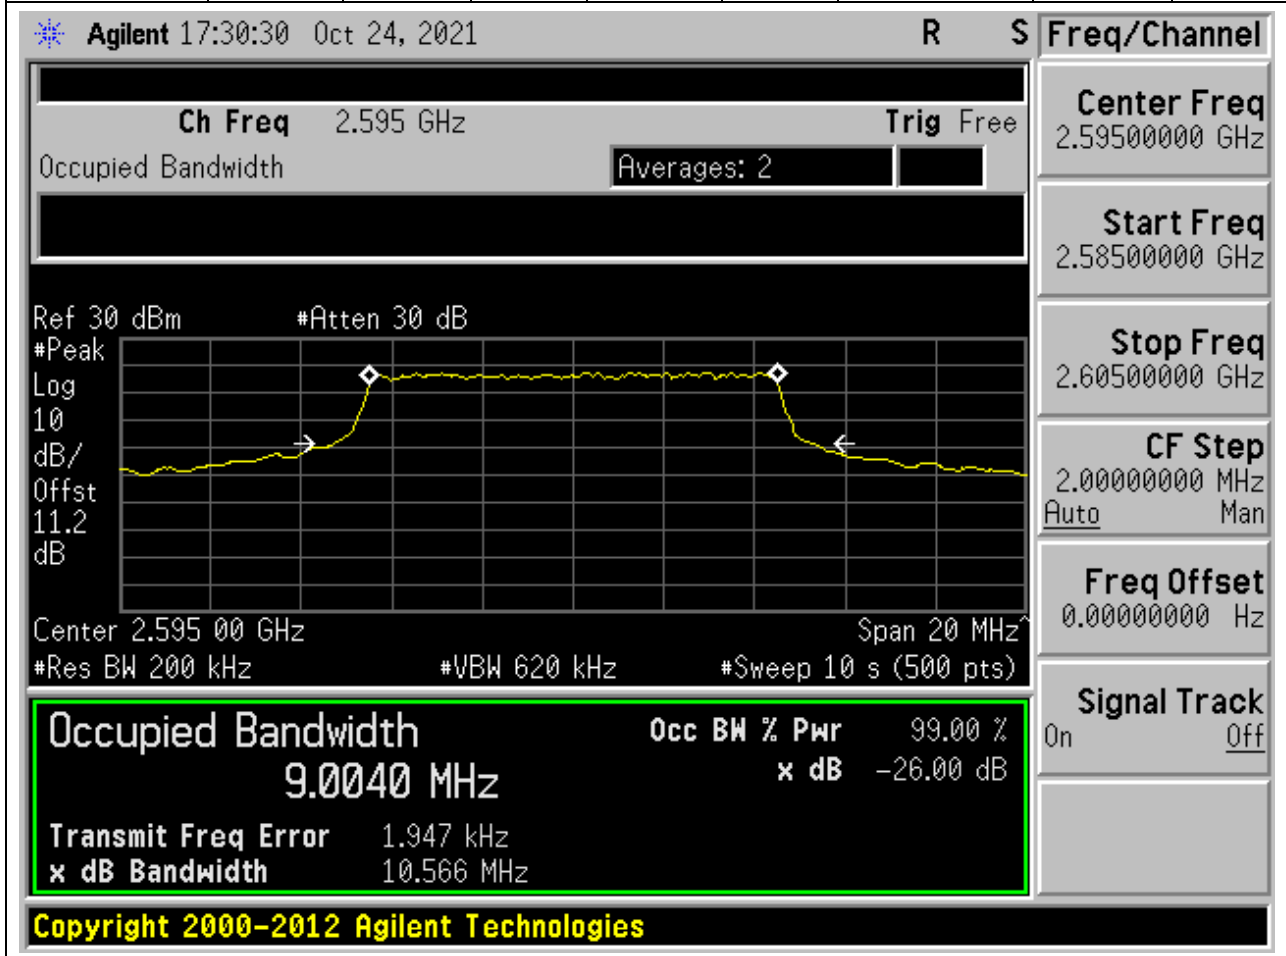 Agilent 17:30:30 Oct 24, 2021 R S Freq/Channel
Ch Freq 2.595 GHz Trig Free
Occupied Bandwidth Averages: 2
Center Freq
2.59500000 GHz
Start Freq
2.58500000 GHz
Stop Freq
2.60500000 GHz
CF Step
2.00000000 MHz
Auto Man
Freq Offset
0.00000000 Hz
Signal Track
On Off
Ref 30 dBm #Atten 30 dB
#Peak
Log
10
dB/
Offst
11.2
dB
Center 2.595 00 GHz Span 20 MHz^
#Res BW 200 kHz #VBW 620 kHz #Sweep 10 s (500 pts)
Occupied Bandwidth Occ BW % Pwr 99.00 %
9.0040 MHz x dB -26.00 dB
Transmit Freq Error 1.947 kHz
x dB Bandwidth 10.566 MHz
Copyright 2000-2012 Agilent Technologies